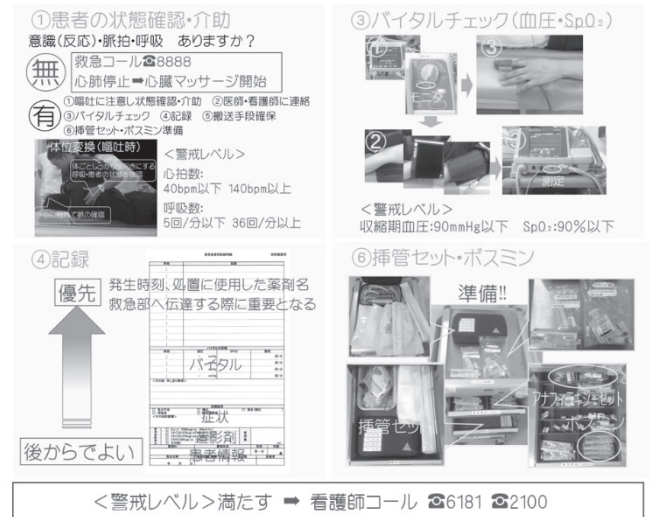 ①患者の状態確認・介助
意識(反応)・脈拍・呼吸 ありますか？
無
救急コール☎8888
心肺停止➡心臓マッサージ開始
有
①嘔吐に注意し状態確認・介助 ②医師・看護師に連絡
③バイタルチェック ④記録 ⑤搬送手段確保
⑥挿管セット・ボスミン準備
体位変換(嘔吐時)
＜警戒レベル＞
心拍数:
40bpm以下 140bpm以上
呼吸数:
5回/分以下 36回/分以上
③バイタルチェック(血圧・SpO₂)
①
③
モニタ
②
測定
＜警戒レベル＞
収縮期血圧:90mmHg以下 SpO₂:90%以下
④記録
優先
発生時刻、処置に使用した薬剤名
救急部へ伝達する際に重要となる
バイタル
症状
造影剤
患者情報
後からでよい
⑥挿管セット・ボスミン
準備!!
挿管セット
アナフィラキシーセット
ボスミン
＜警戒レベル＞満たす ➡ 看護師コール ☎6181 ☎2100